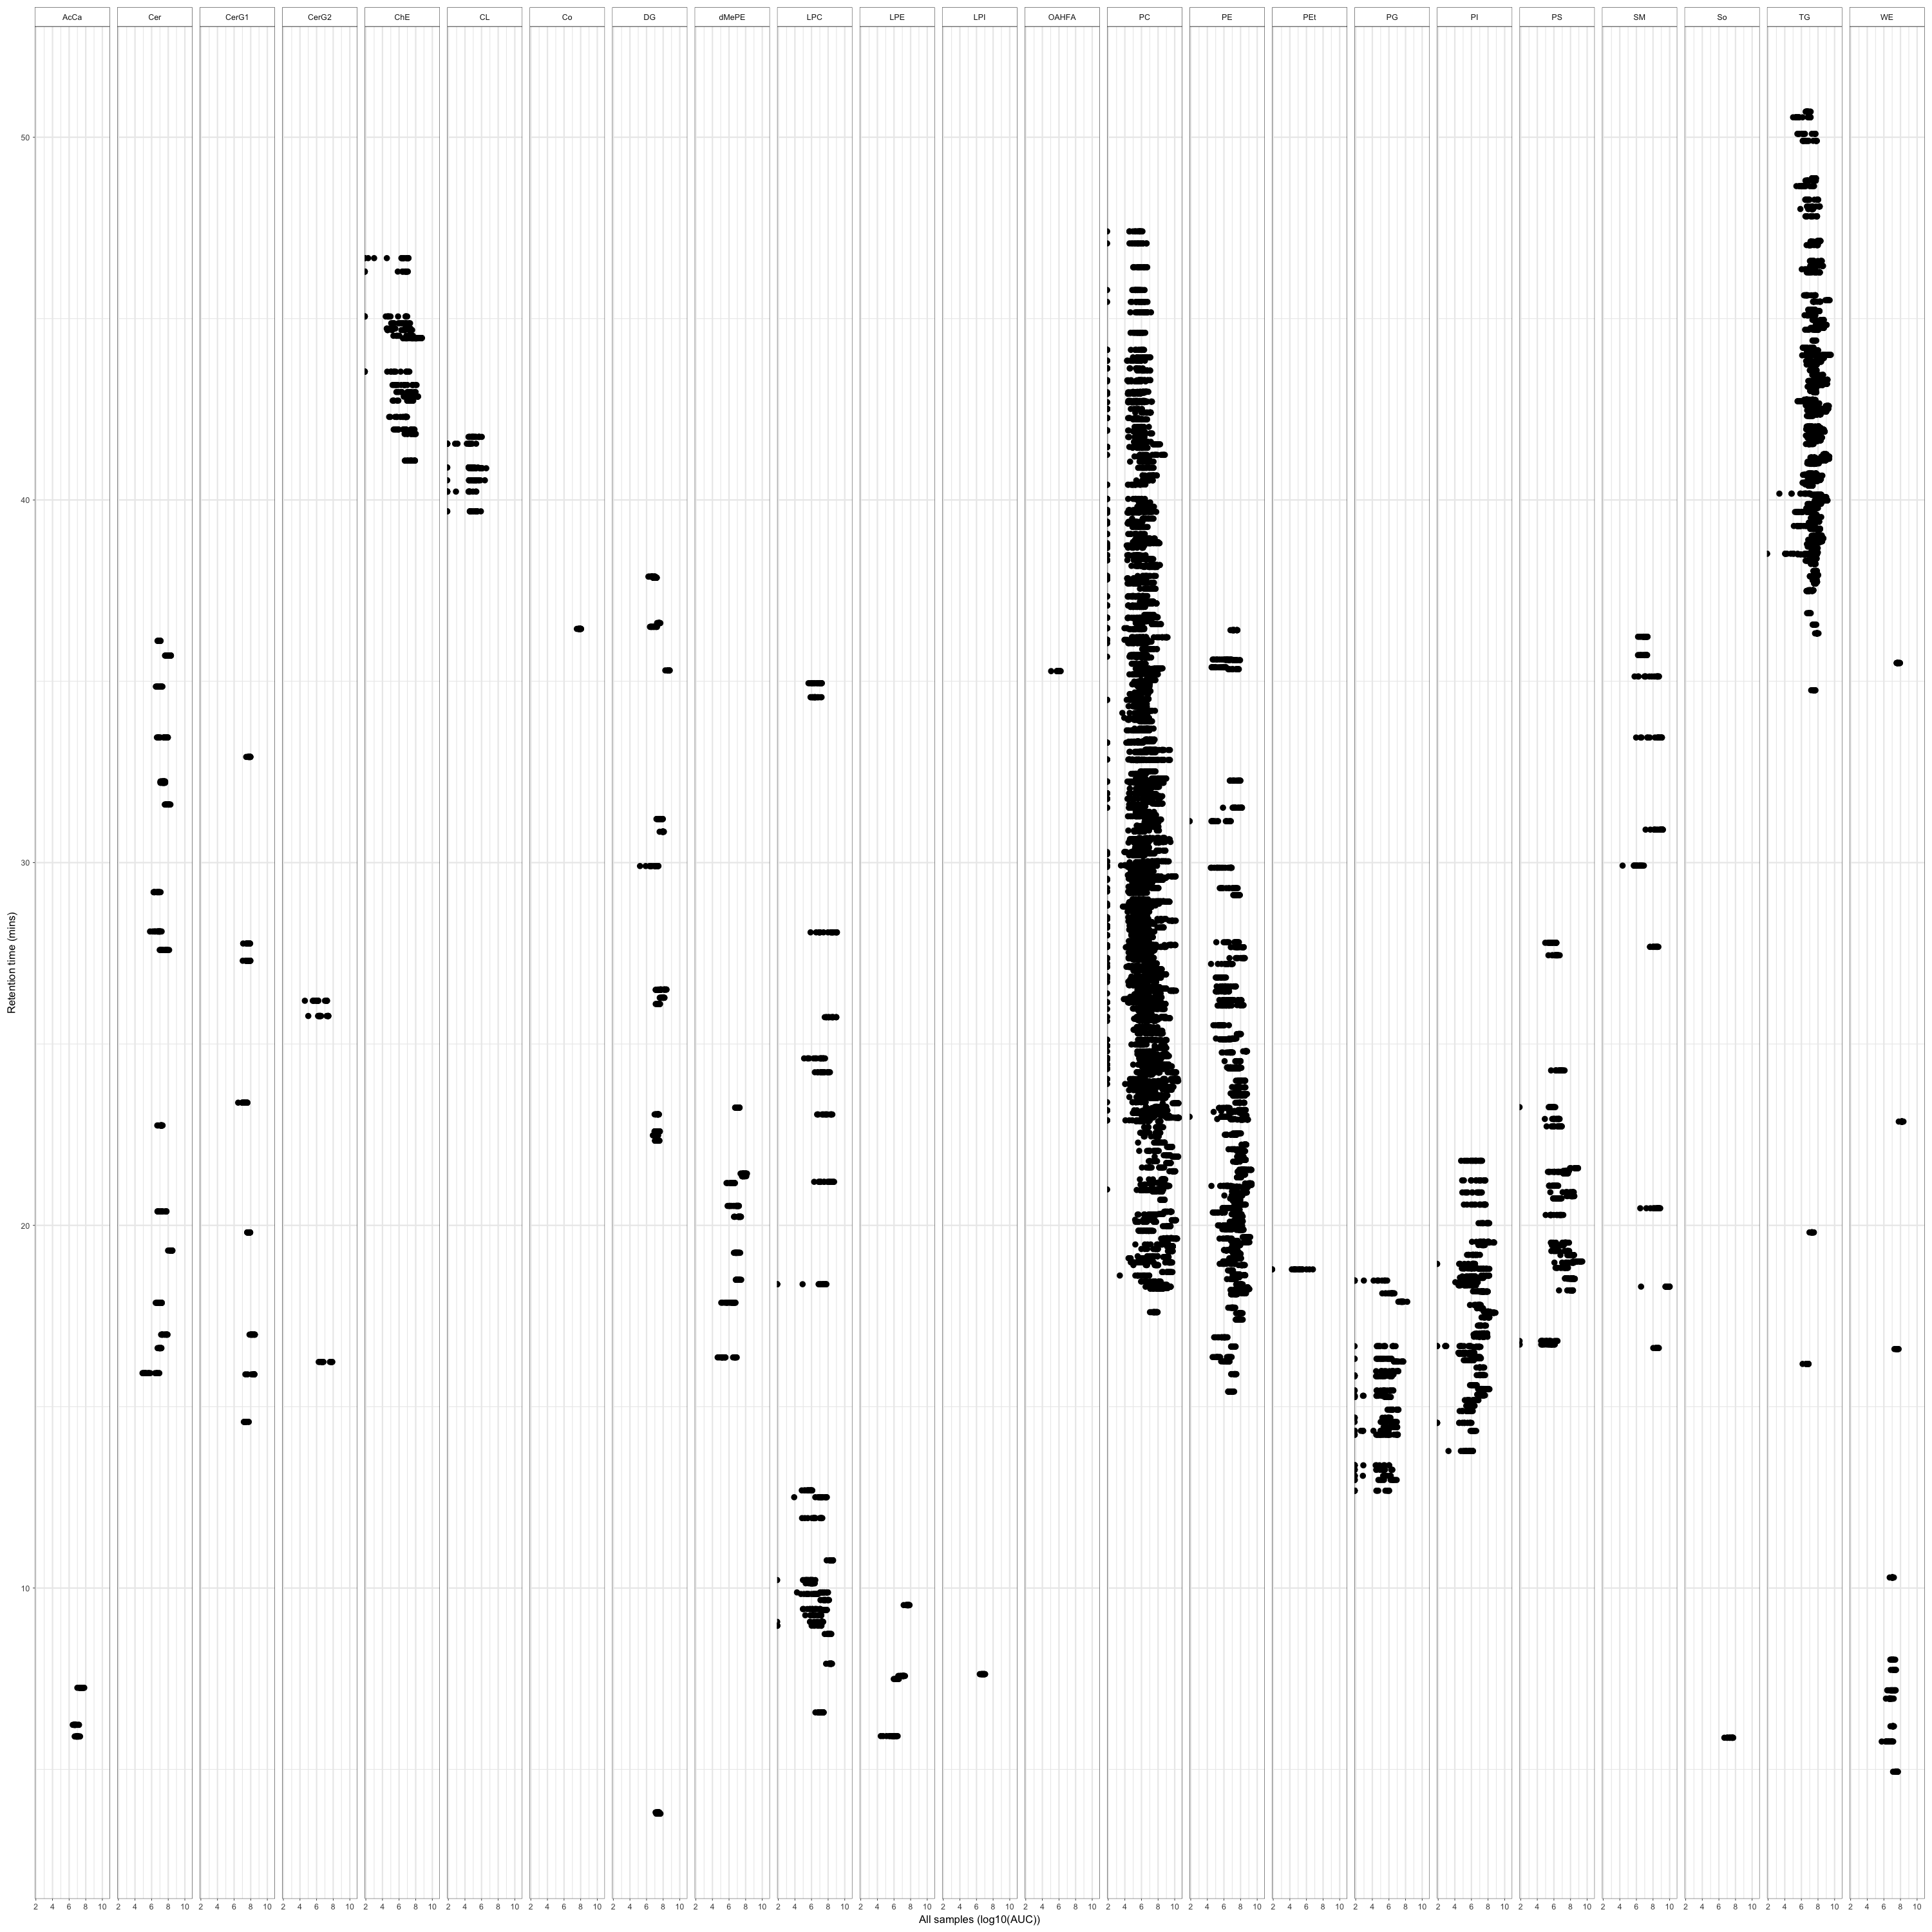 AcCa Cer CerG1 CerG2 ChE CL Co DG dMePE LPC LPE LPI OAHFA PC PE PEt PG PI PS SM So TG WE
50
40
30
Retention time (mins)
20
10
2 4 6 8 10 2 4 6 8 10 2 4 6 8 10 2 4 6 8 10 2 4 6 8 10 2 4 6 8 10 2 4 6 8 10 2 4 6 8 10 2 4 6 8 10 2 4 6 8 10 2 4 6 8 10 2 4 6 8 10 2 4 6 8 10 2 4 6 8 10 2 4 6 8 10 2 4 6 8 10 2 4 6 8 10 2 4 6 8 10 2 4 6 8 10 2 4 6 8 10 2 4 6 8 10 2 4 6 8 10 2 4 6 8 10
All samples (log10(AUC))